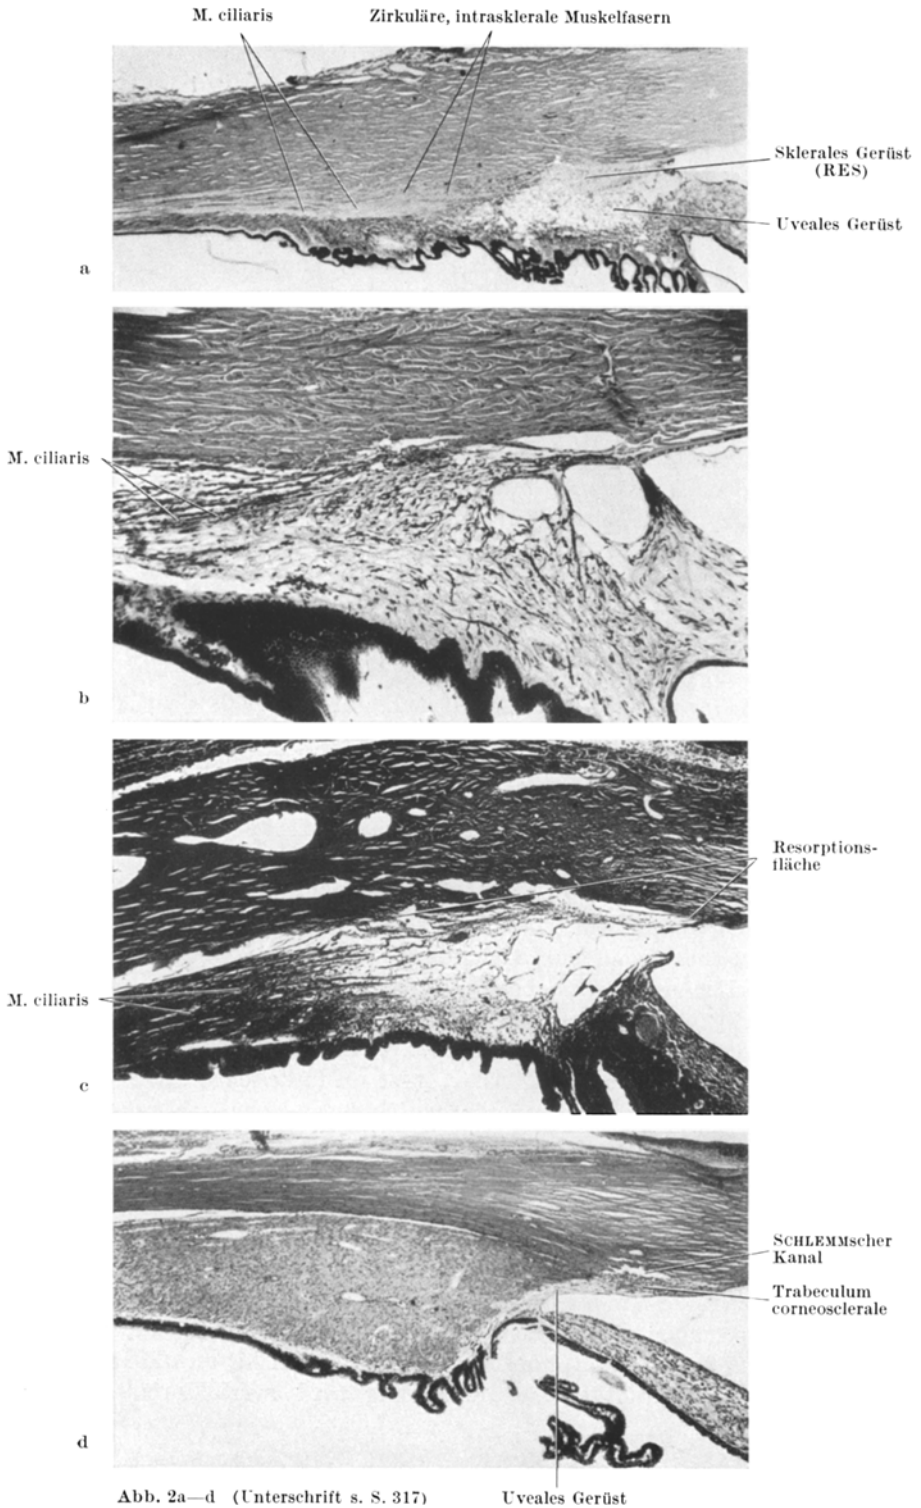 M. ciliaris
Zirkuläre, intrasklerale Muskelfasern
Sklerales Gerüst
(RES)
Uveales Gerüst
a
M. ciliaris
b
Resorptions-
fläche
M. ciliaris
c
SCHLEMMscher
Kanal
Trabeculum
corneosclerale
d
Abb. 2a—d (Unterschrift s. S. 317)
Uveales Gerüst